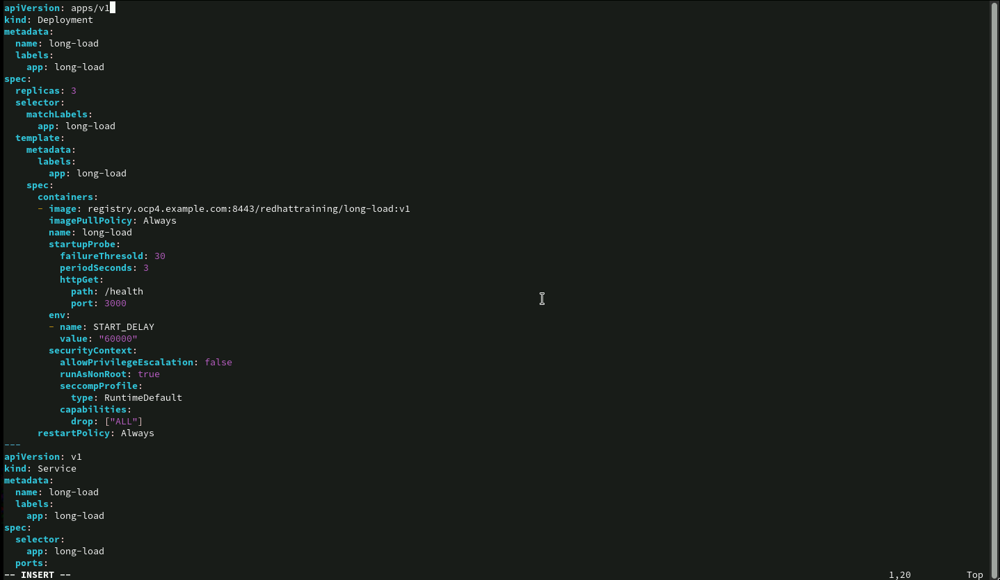 apiVersion: apps/v1
kind: Deployment
metadata:
  name: long-load
  labels:
    app: long-load
spec:
  replicas: 3
  selector:
    matchLabels:
      app: long-load
  template:
    metadata:
      labels:
        app: long-load
    spec:
      containers:
      - image: registry.ocp4.example.com:8443/redhattraining/long-load:v1
        imagePullPolicy: Always
        name: long-load
        startupProbe:
          failureThresold: 30
          periodSeconds: 3
          httpGet:
            path: /health
            port: 3000
        env:
        - name: START_DELAY
          value: "60000"
        securityContext:
          allowPrivilegeEscalation: false
          runAsNonRoot: true
          seccompProfile:
            type: RuntimeDefault
          capabilities:
            drop: ["ALL"]
      restartPolicy: Always
---
apiVersion: v1
kind: Service
metadata:
  name: long-load
  labels:
    app: long-load
spec:
  selector:
    app: long-load
  ports:
-- INSERT -- 1,20 Top